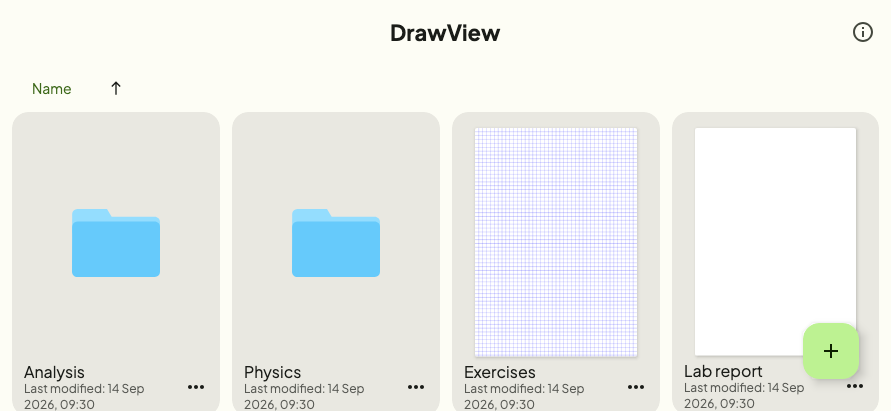 DrawView
Name
Analysis
Last modified: 14 Sep
2026, 09:30
Physics
Last modified: 14 Sep
2026, 09:30
Exercises
Last modified: 14 Sep
2026, 09:30
Lab report
Last modified: 14 Sep
2026, 09:30